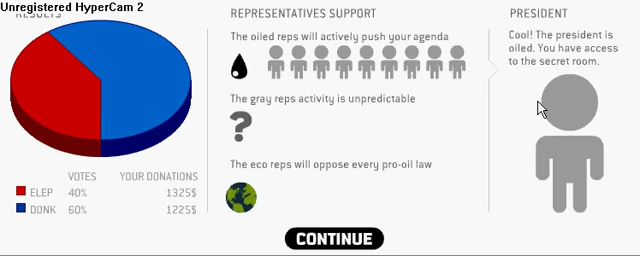 Unregistered HyperCam 2
RESULTS
VOTES YOUR DONATIONS
ELEP 40% 1325$
DONK 60% 1225$
REPRESENTATIVES SUPPORT
The oiled reps will actively push your agenda
The gray reps activity is unpredictable
?
The eco reps will oppose every pro-oil law
PRESIDENT
Cool! The president is
oiled. You have access
to the secret room.
CONTINUE